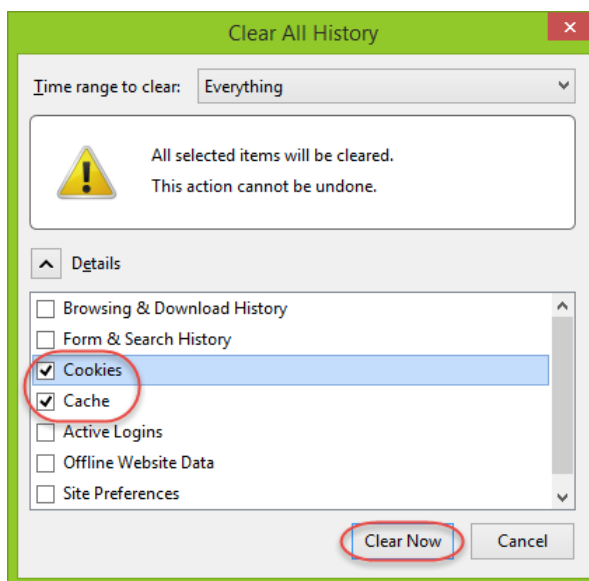 Clear All History
Time range to clear: Everything
All selected items will be cleared.
This action cannot be undone.
Details
Browsing & Download History
Form & Search History
Cookies
Cache
Active Logins
Offline Website Data
Site Preferences
Clear Now Cancel